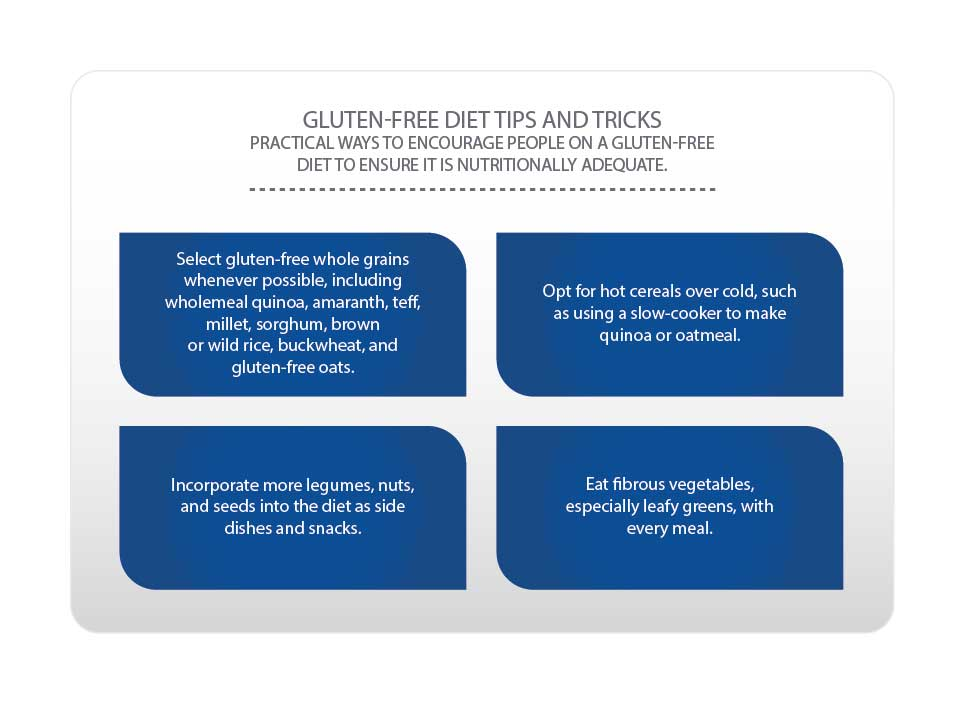 GLUTEN-FREE DIET TIPS AND TRICKS
PRACTICAL WAYS TO ENCOURAGE PEOPLE ON A GLUTEN-FREE
DIET TO ENSURE IT IS NUTRITIONALLY ADEQUATE.
Select gluten-free whole grains
whenever possible, including
wholemeal quinoa, amaranth, teff,
millet, sorghum, brown
or wild rice, buckwheat, and
gluten-free oats.
Opt for hot cereals over cold, such
as using a slow-cooker to make
quinoa or oatmeal.
Incorporate more legumes, nuts,
and seeds into the diet as side
dishes and snacks.
Eat fibrous vegetables,
especially leafy greens, with
every meal.